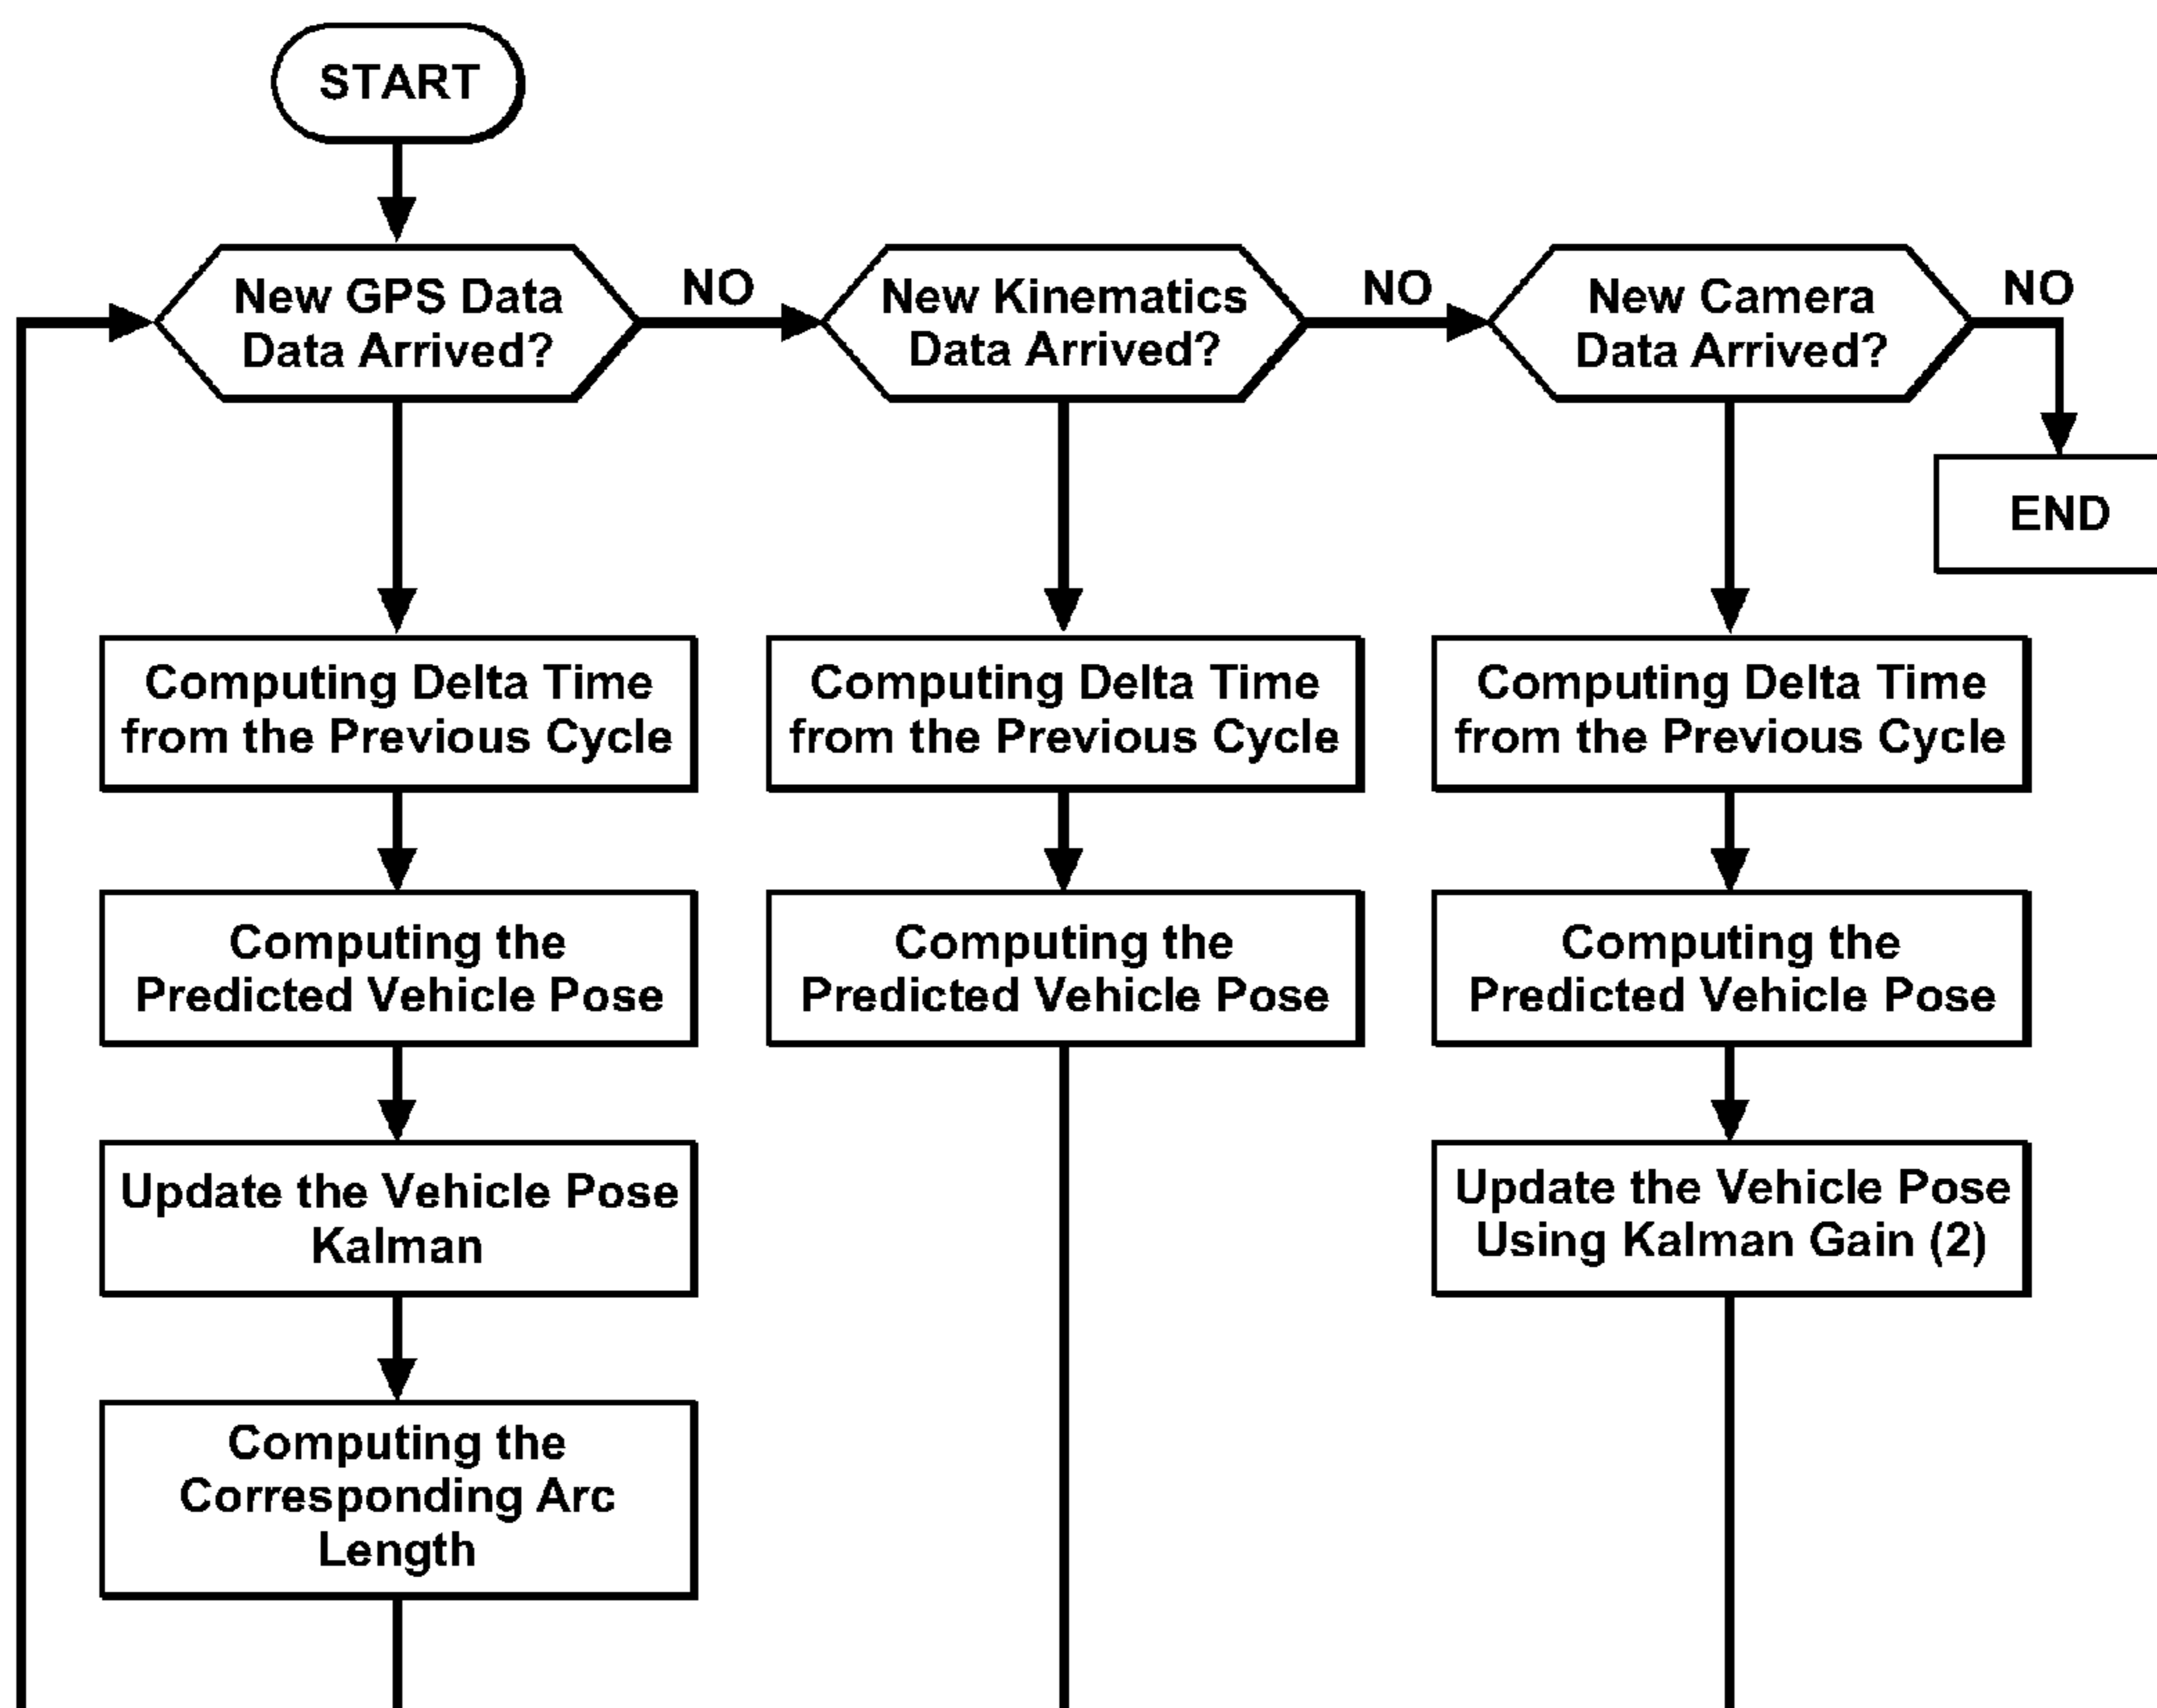 START
New GPS Data
Data Arrived?
NO
New Kinematics
Data Arrived?
NO
New Camera
Data Arrived?
NO
END
Computing Delta Time
from the Previous Cycle
Computing Delta Time
from the Previous Cycle
Computing Delta Time
from the Previous Cycle
Computing the
Predicted Vehicle Pose
Computing the
Predicted Vehicle Pose
Computing the
Predicted Vehicle Pose
Update the Vehicle Pose
Kalman
Update the Vehicle Pose
Using Kalman Gain (2)
Computing the
Corresponding Arc
Length